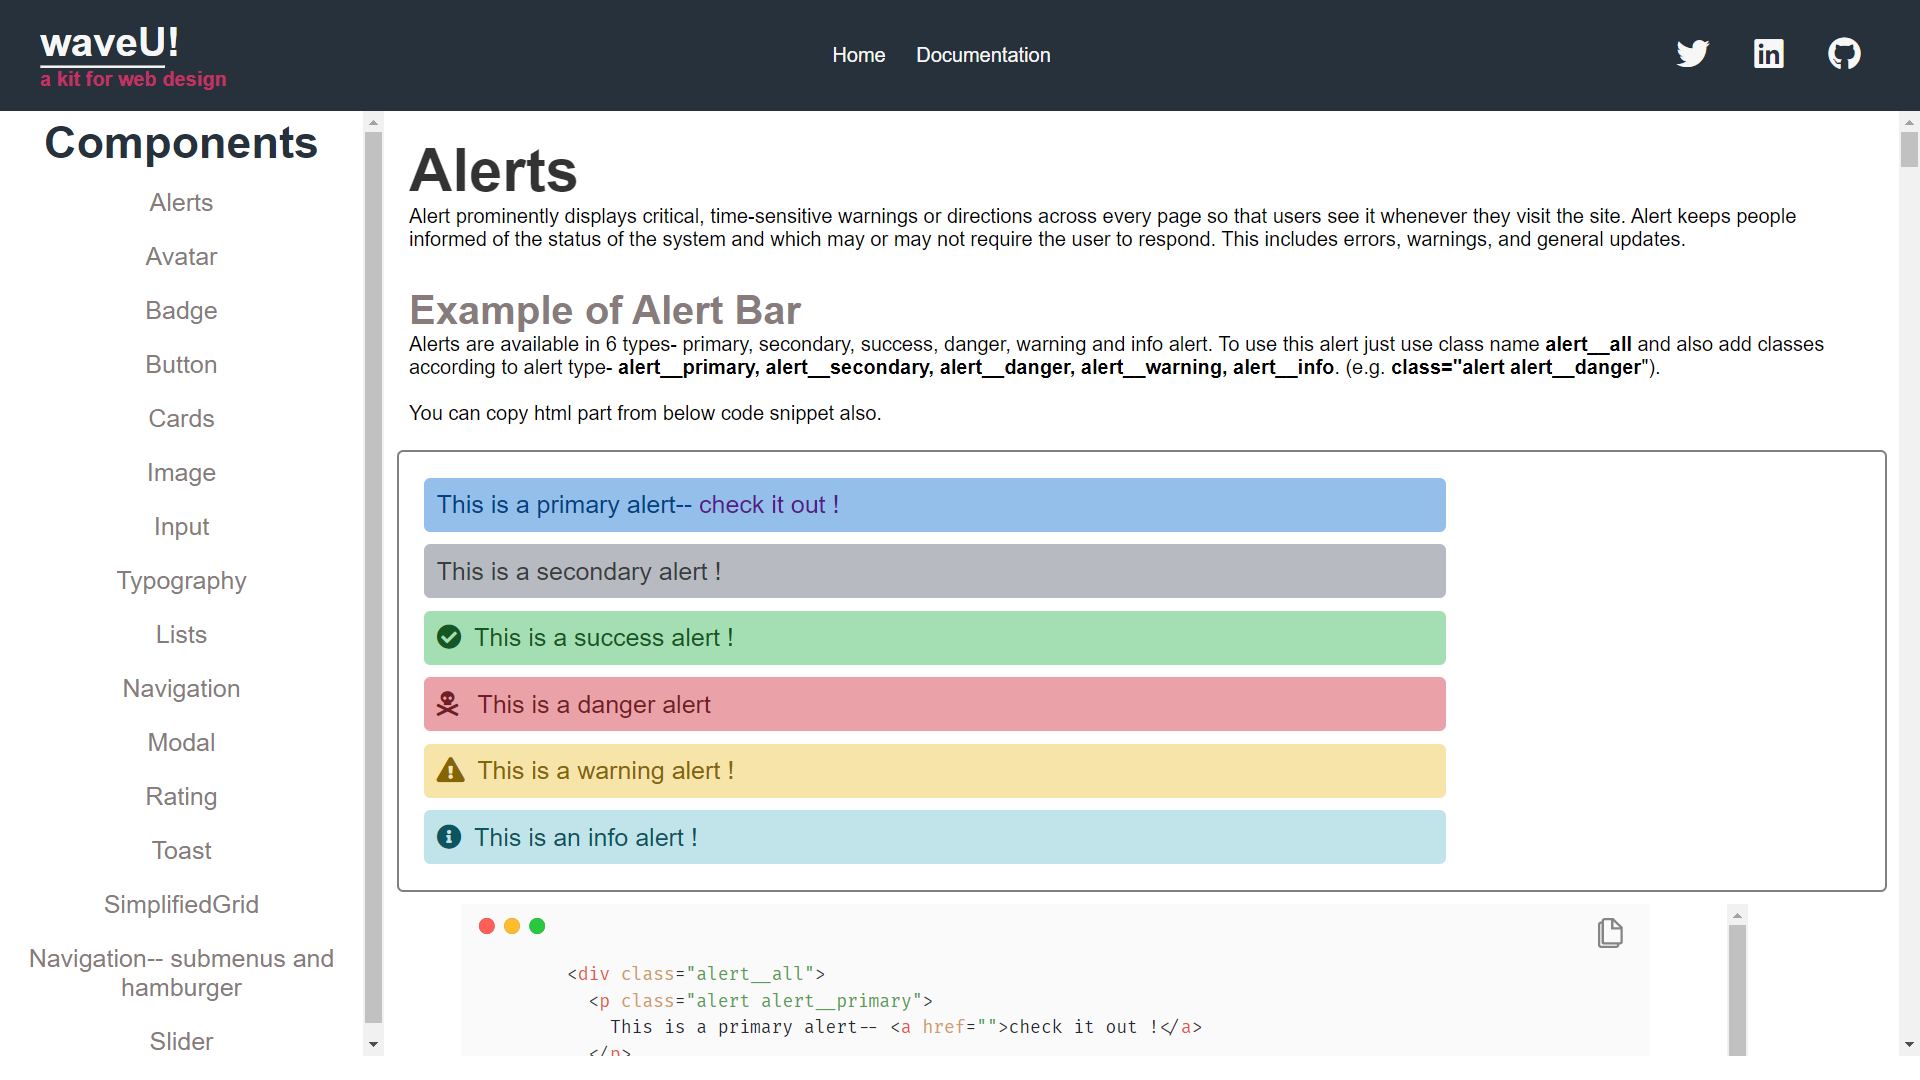 waveU!
a kit for web design
Home
Documentation
Components
Alerts
Avatar
Badge
Button
Cards
Image
Input
Typography
Lists
Navigation
Modal
Rating
Toast
SimplifiedGrid
Navigation-- submenus and
hamburger
Slider
Alerts
Alert prominently displays critical, time-sensitive warnings or directions across every page so that users see it whenever they visit the site. Alert keeps people
informed of the status of the system and which may or may not require the user to respond. This includes errors, warnings, and general updates.
Example of Alert Bar
Alerts are available in 6 types- primary, secondary, success, danger, warning and info alert. To use this alert just use class name alert__all and also add classes
according to alert type- alert__primary, alert__secondary, alert__danger, alert__warning, alert__info. (e.g. class="alert alert__danger").
You can copy html part from below code snippet also.
This is a primary alert-- check it out !
This is a secondary alert !
This is a success alert !
This is a danger alert
This is a warning alert !
This is an info alert !
<div class="alert__all">
<p class="alert alert__primary">
This is a primary alert-- <a href="">check it out !</a>
</p>